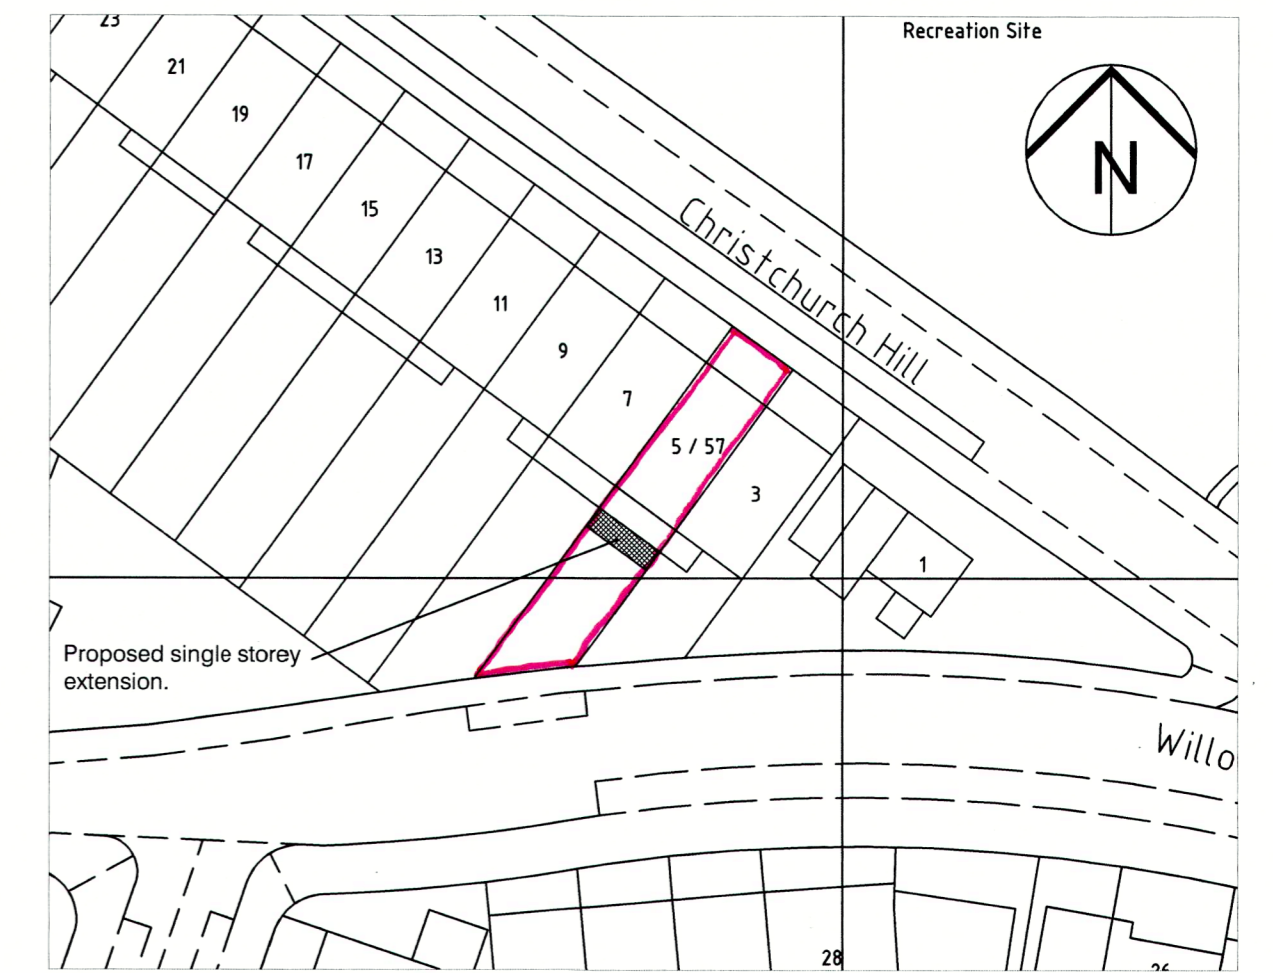 Recreation Site
N
23
21
19
17
15
13
11
9
7
5 / 57
3
1
Christchurch Hill
Proposed single storey
extension.
Willo
28
26